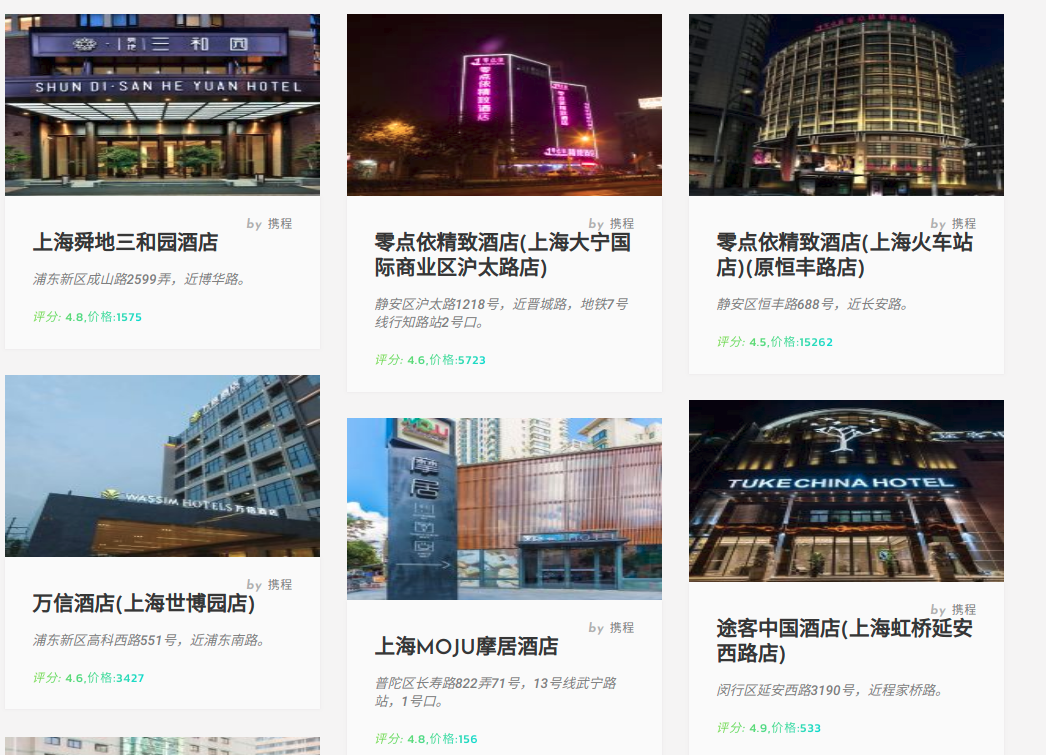 舜地三和园
SHUN DI·SAN HE YUAN HOTEL
by 携程
上海舜地三和园酒店
浦东新区成山路2599弄，近博华路。
评分: 4.8,价格:1575
零点依精致酒店
by 携程
零点依精致酒店(上海大宁国
际商业区沪太路店)
静安区沪太路1218号，近晋城路，地铁7号
线行知路站2号口。
评分: 4.6,价格:5723
by 携程
零点依精致酒店(上海火车站
店)(原恒丰路店)
静安区恒丰路688号，近长安路。
评分: 4.5,价格:15262
WASSIM HOTELS 万信酒店
by 携程
万信酒店(上海世博园店)
浦东新区高科西路551号，近浦东南路。
评分: 4.6,价格:3427
MOJU
摩居
HOTEL
by 携程
上海MOJU摩居酒店
普陀区长寿路822弄71号，13号线武宁路
站，1号口。
评分: 4.8,价格:156
TUKECHINA HOTEL
by 携程
途客中国酒店(上海虹桥延安
西路店)
闵行区延安西路3190号，近程家桥路。
评分: 4.9,价格:533